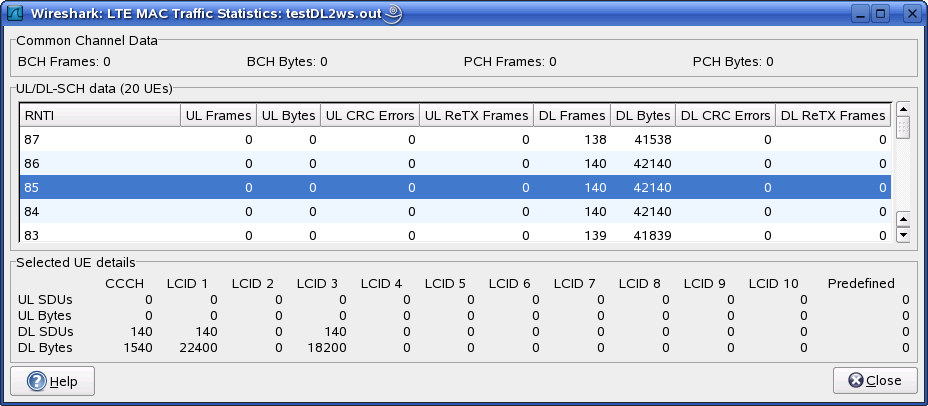 Wireshark: LTE MAC Traffic Statistics: testDL2ws.out
Common Channel Data
BCH Frames: 0 BCH Bytes: 0 PCH Frames: 0 PCH Bytes: 0
UL/DL-SCH data (20 UEs)
RNTI UL Frames UL Bytes UL CRC Errors UL ReTX Frames DL Frames DL Bytes DL CRC Errors DL ReTX Frames
87 0 0 0 0 138 41538 0 0
86 0 0 0 0 140 42140 0 0
85 0 0 0 0 140 42140 0 0
84 0 0 0 0 140 42140 0 0
83 0 0 0 0 139 41839 0 0
Selected UE details
CCCH LCID 1 LCID 2 LCID 3 LCID 4 LCID 5 LCID 6 LCID 7 LCID 8 LCID 9 LCID 10 Predefined
UL SDUs 0 0 0 0 0 0 0 0 0 0 0 0
UL Bytes 0 0 0 0 0 0 0 0 0 0 0 0
DL SDUs 140 140 0 140 0 0 0 0 0 0 0 0
DL Bytes 1540 22400 0 18200 0 0 0 0 0 0 0 0
Help Close